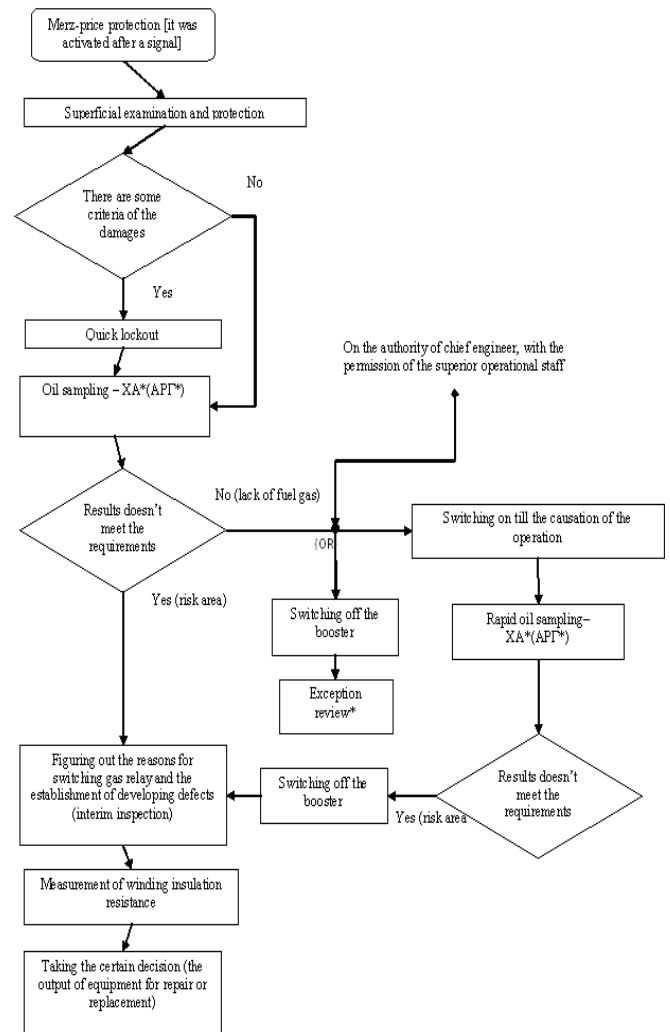 Merz-price protection [it was
activated after a signal]
Superficial examination and protection
There are some
criteria of the
damages
No
Yes
Quick lockout
Oil sampling – ХА*(АРГ*)
On the authority of chief engineer, with the
permission of the superior operational staff
Results doesn't
meet the
requirements
No (lack of fuel gas)
(OR
Yes (risk area)
Switching on till the causation of the
operation
Switching off the
booster
Rapid oil sampling–
ХА*(АРГ*)
Exception
review*
Figuring out the reasons for
switching gas relay and the
establishment of developing defects
(interim inspection)
Switching off the
booster
Results doesn't
meet the
requirements
Yes (risk area
Measurement of winding insulation
resistance
Taking the certain decision (the
output of equipment for repair or
replacement)